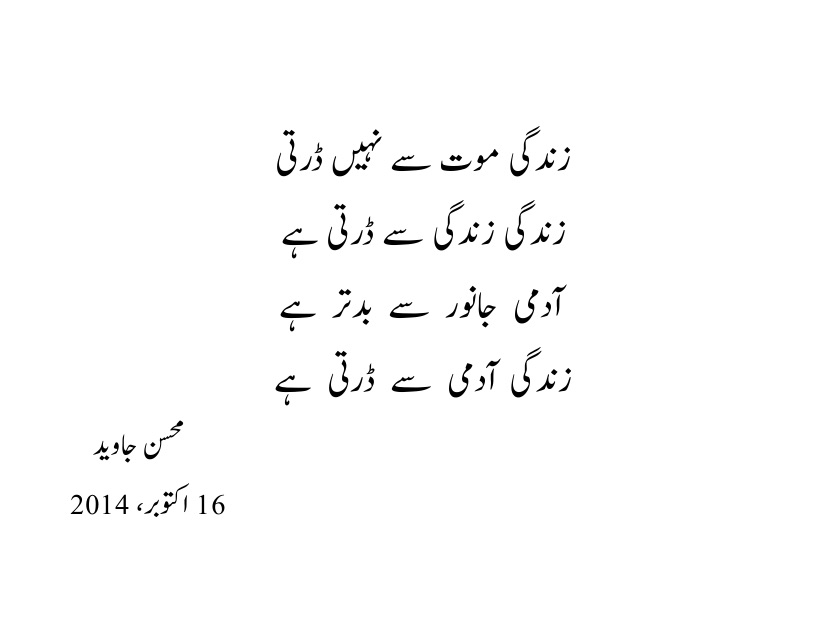 زندگی موت سے نہیں ڈرتی
زندگی زندگی سے ڈرتی ہے
آدمی جانور سے بدتر ہے
زندگی آدمی سے ڈرتی ہے
محسن جاوید
16 اکتوبر، 2014